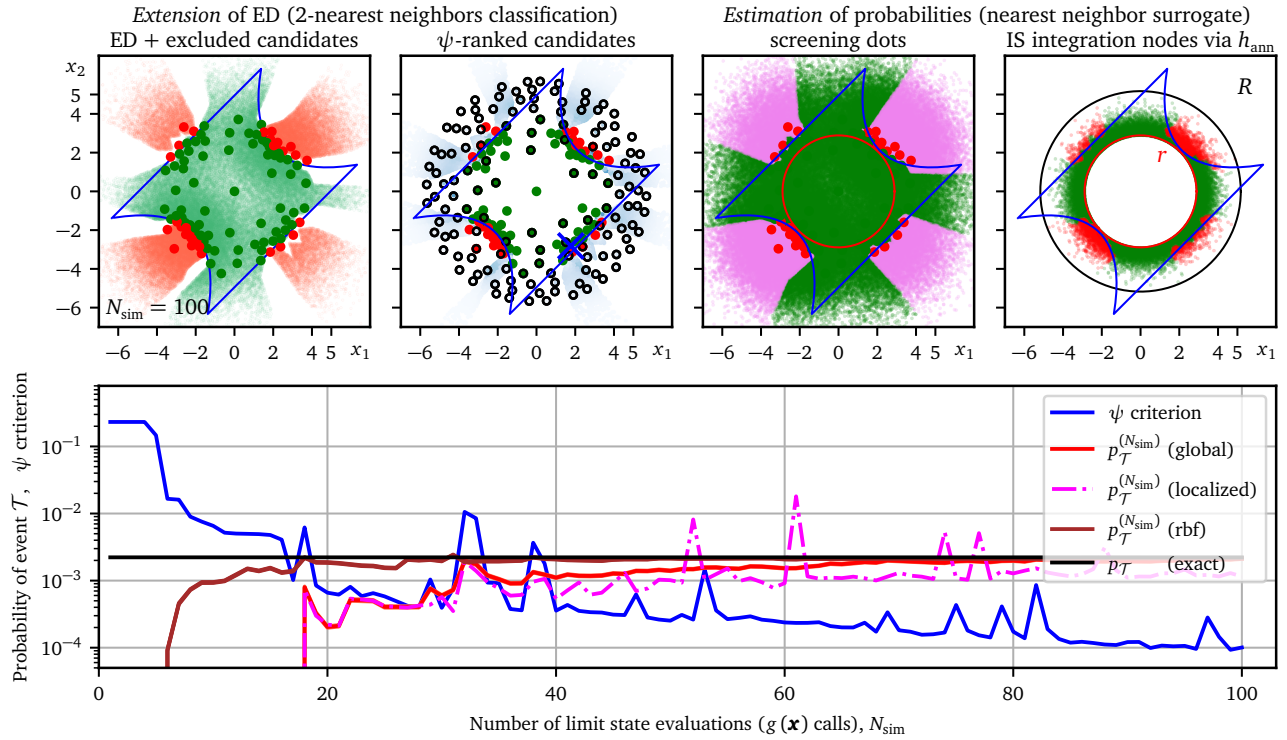 Extension of ED (2-nearest neighbors classification)
Estimation of probabilities (nearest neighbor surrogate)
ED + excluded candidates
ψ-ranked candidates
screening dots
IS integration nodes via h_ann
x_2
5
4
2
0
−2
−4
−6
N_sim = 100
R
r
−6 −4 −2 0 2 4 5 x_1
−6 −4 −2 0 2 4 5 x_1
−6 −4 −2 0 2 4 5 x_1
−6 −4 −2 0 2 4 5 x_1
Probability of event 𝒯, ψ crtiterion
10^{−1}
10^{−2}
10^{−3}
10^{−4}
ψ criterion
p_𝒯^{(N_sim)} (global)
p_𝒯^{(N_sim)} (localized)
p_𝒯^{(N_sim)} (rbf)
p_𝒯 (exact)
0 20 40 60 80 100
Number of limit state evaluations (g (x) calls), N_sim